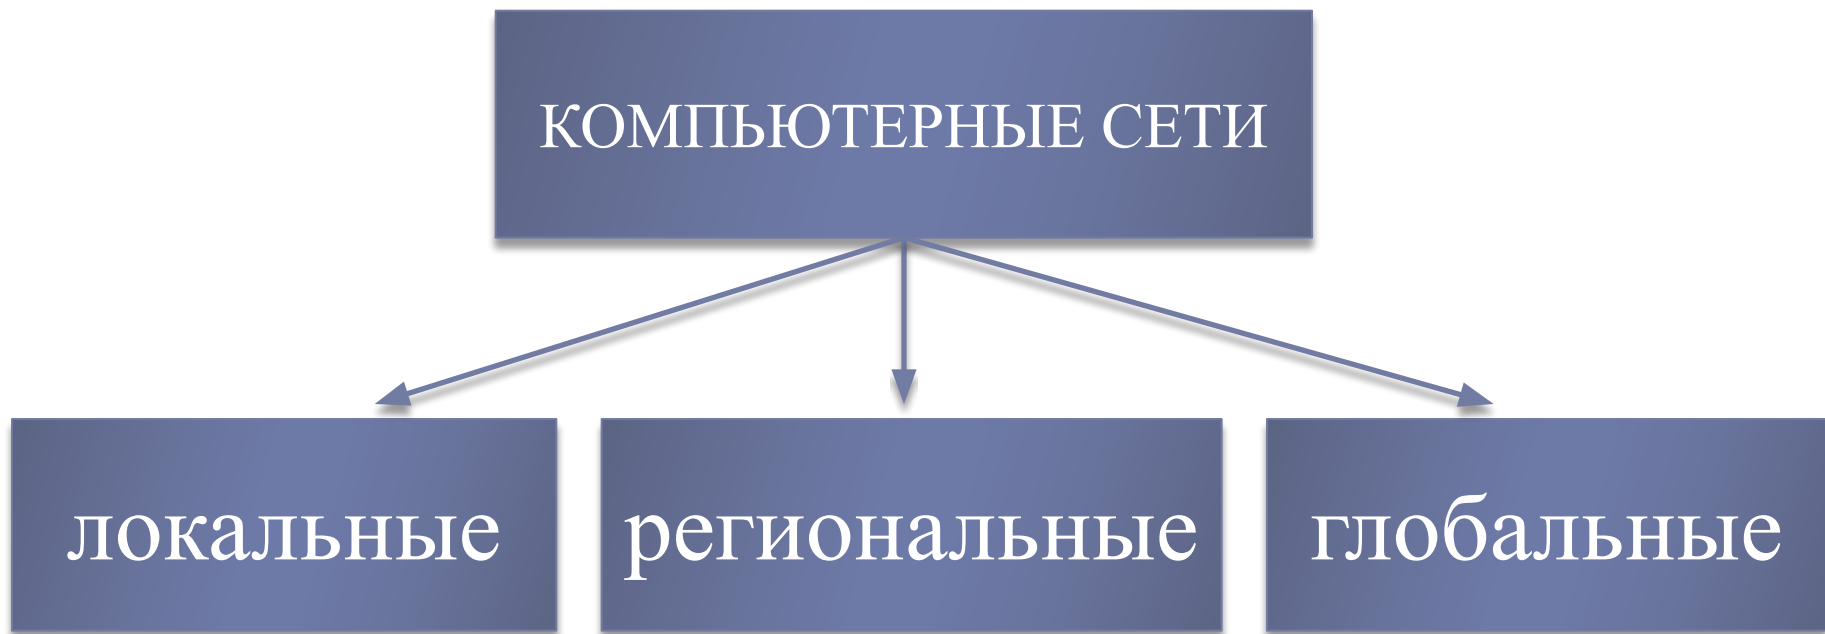 КОМПЬЮТЕРНЫЕ СЕТИ
локальные
региональные
глобальные